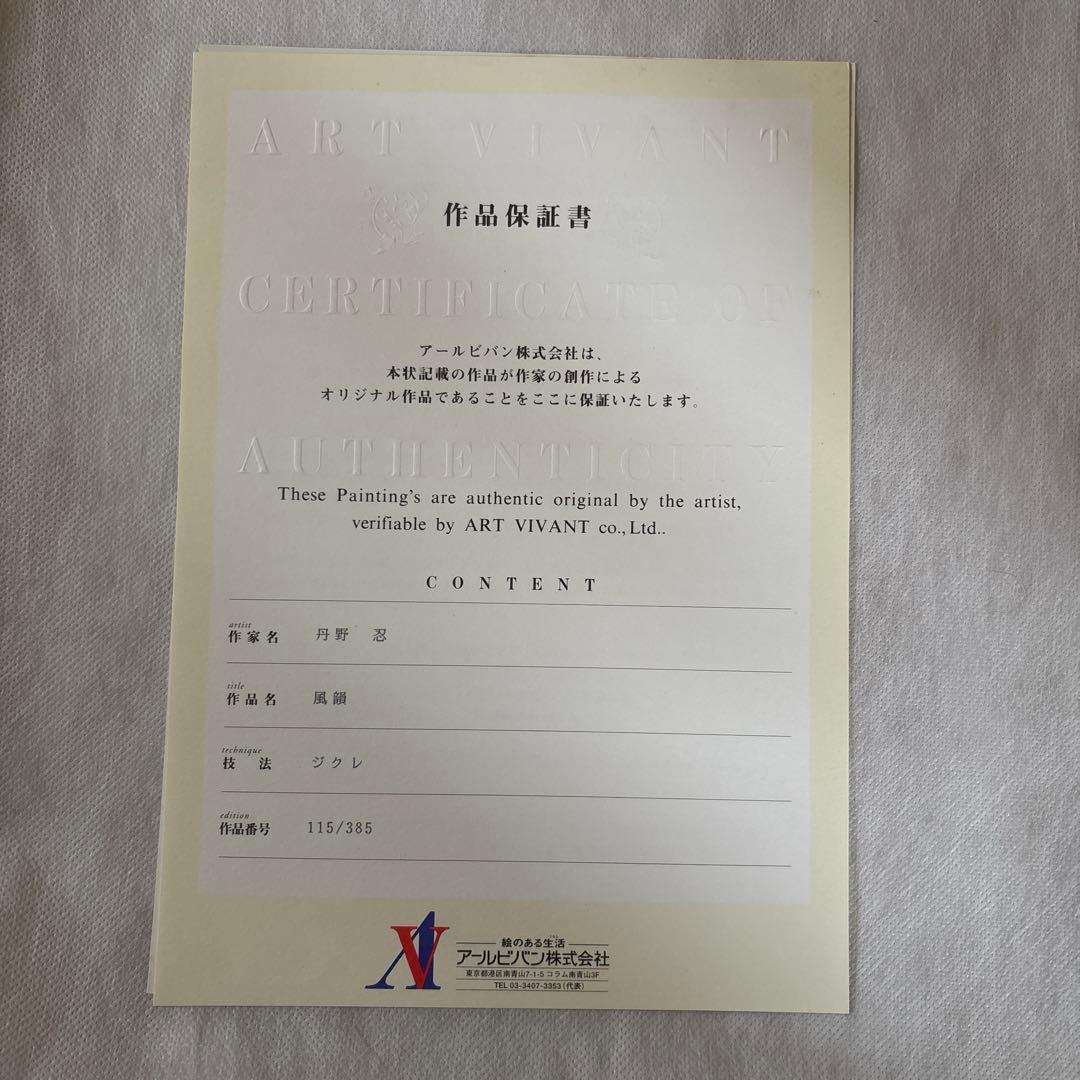 ART VIVANT
作品保証書
CERTIFICATE OF
アールビバン株式会社は、
本状記載の作品が作家の創作による
オリジナル作品であることをここに保証いたします。
AUTHENTICITY
These Painting's are authentic original by the artist,
verifiable by ART VIVANT co.,Ltd..
CONTENT
artist
作家名 丹野 忍
title
作品名 風韻
technique
技法 ジクレ
edition
作品番号 115/385
AV
絵のある生活
くらし
アールビバン株式会社
東京都港区南青山7-1-5 コラム南青山3F
TEL 03-3407-3353(代表)